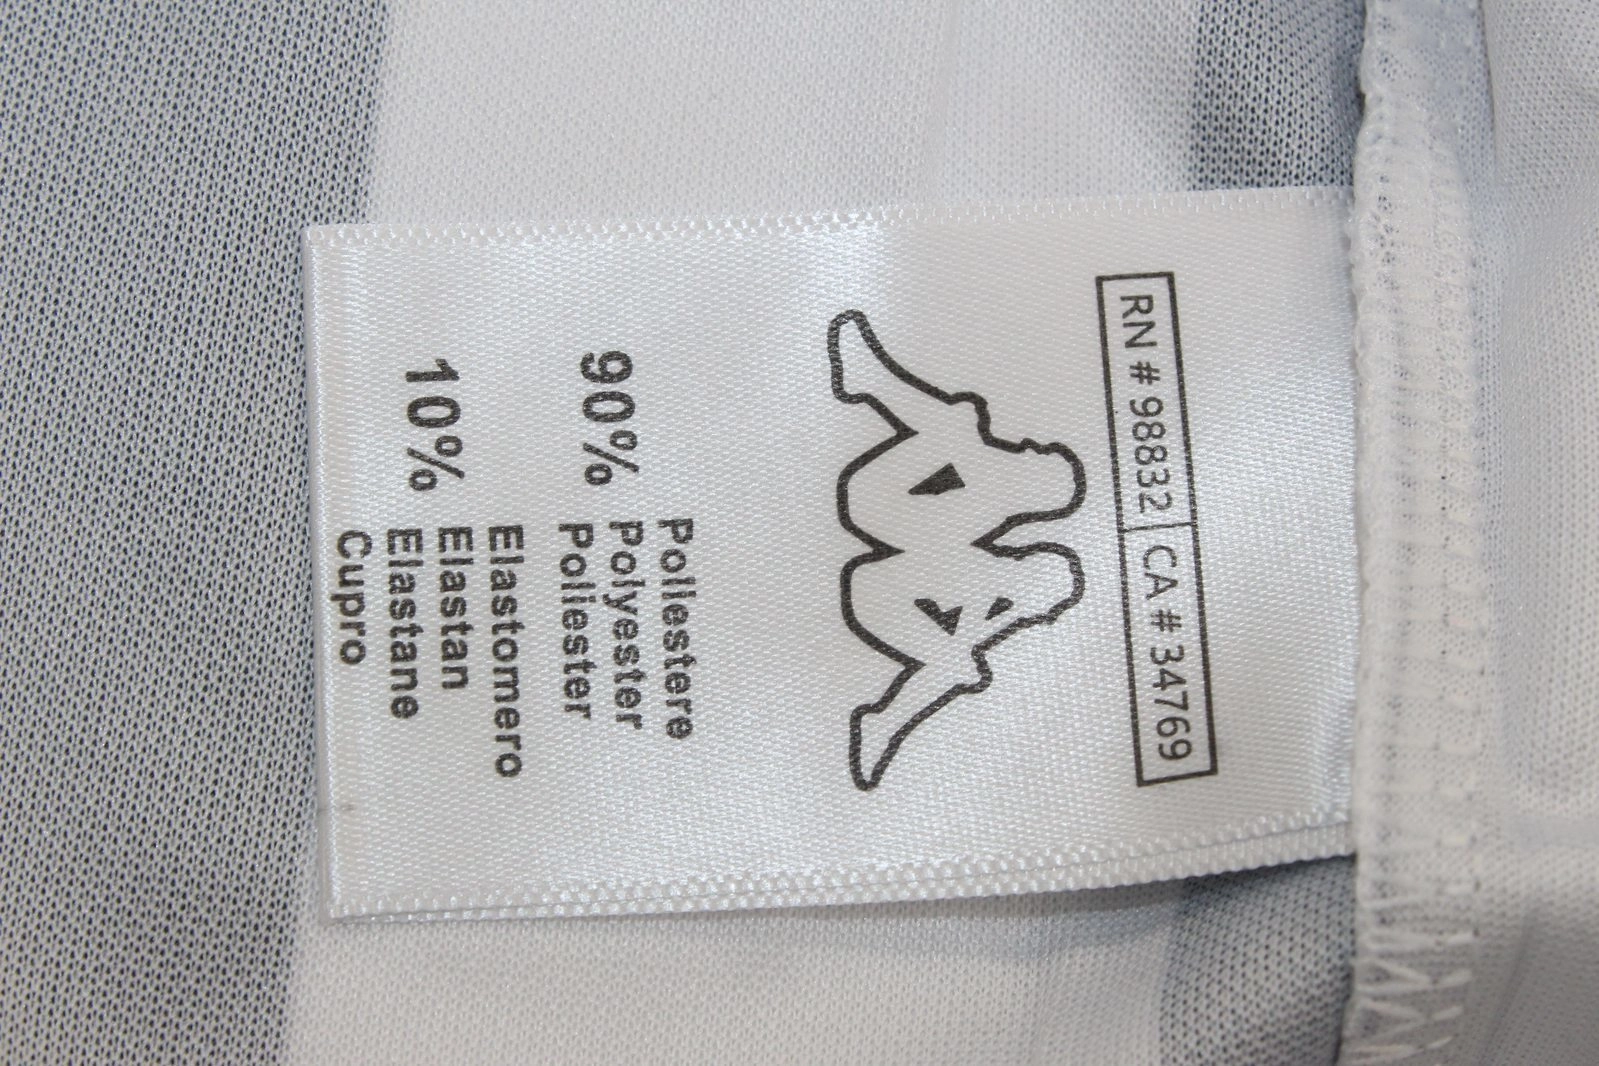 RN # 98832 CA # 34769
90% Poliestere
Polyester
Poliester
10% Elastomero
Elastan
Elastane
Cupro